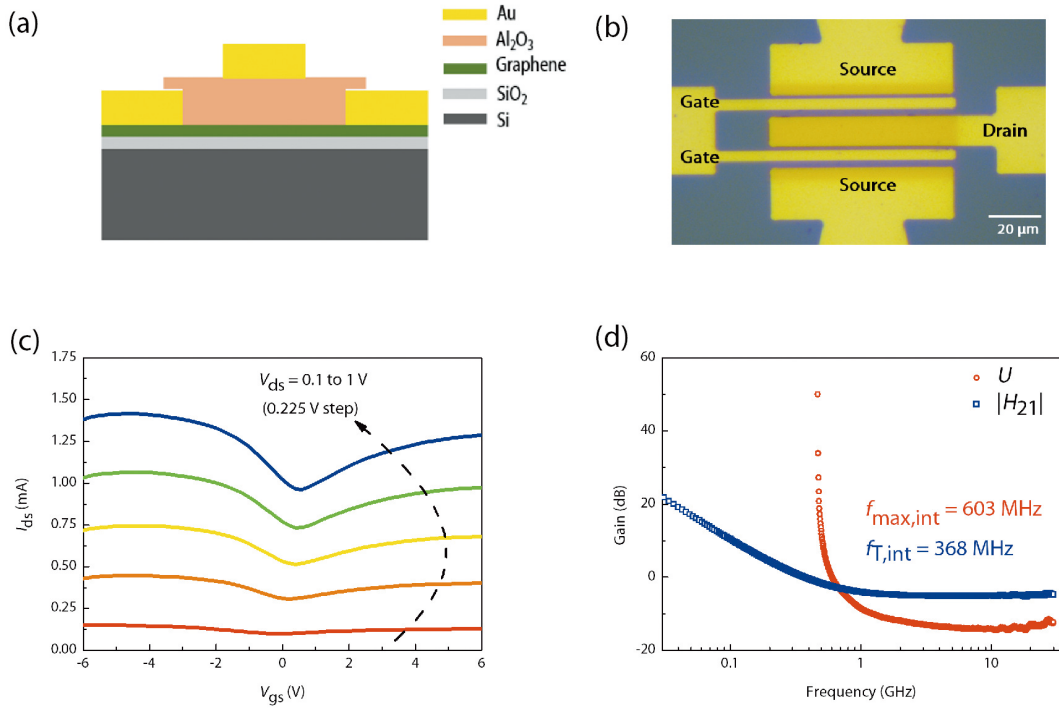 (a)
Au
Al₂O₃
Graphene
SiO₂
Si
(b)
Source
Gate
Drain
Gate
Source
20 μm
(c)
1.75
1.50
1.25
1.00
0.75
0.50
0.25
0.00
Ids (mA)
Vds = 0.1 to 1 V
(0.225 V step)
-6 -4 -2 0 2 4 6
Vgs (V)
(d)
60
40
20
0
-20
Gain (dB)
U
|H₂₁|
fmax,int = 603 MHz
fT,int = 368 MHz
0.1 1 10
Frequency (GHz)